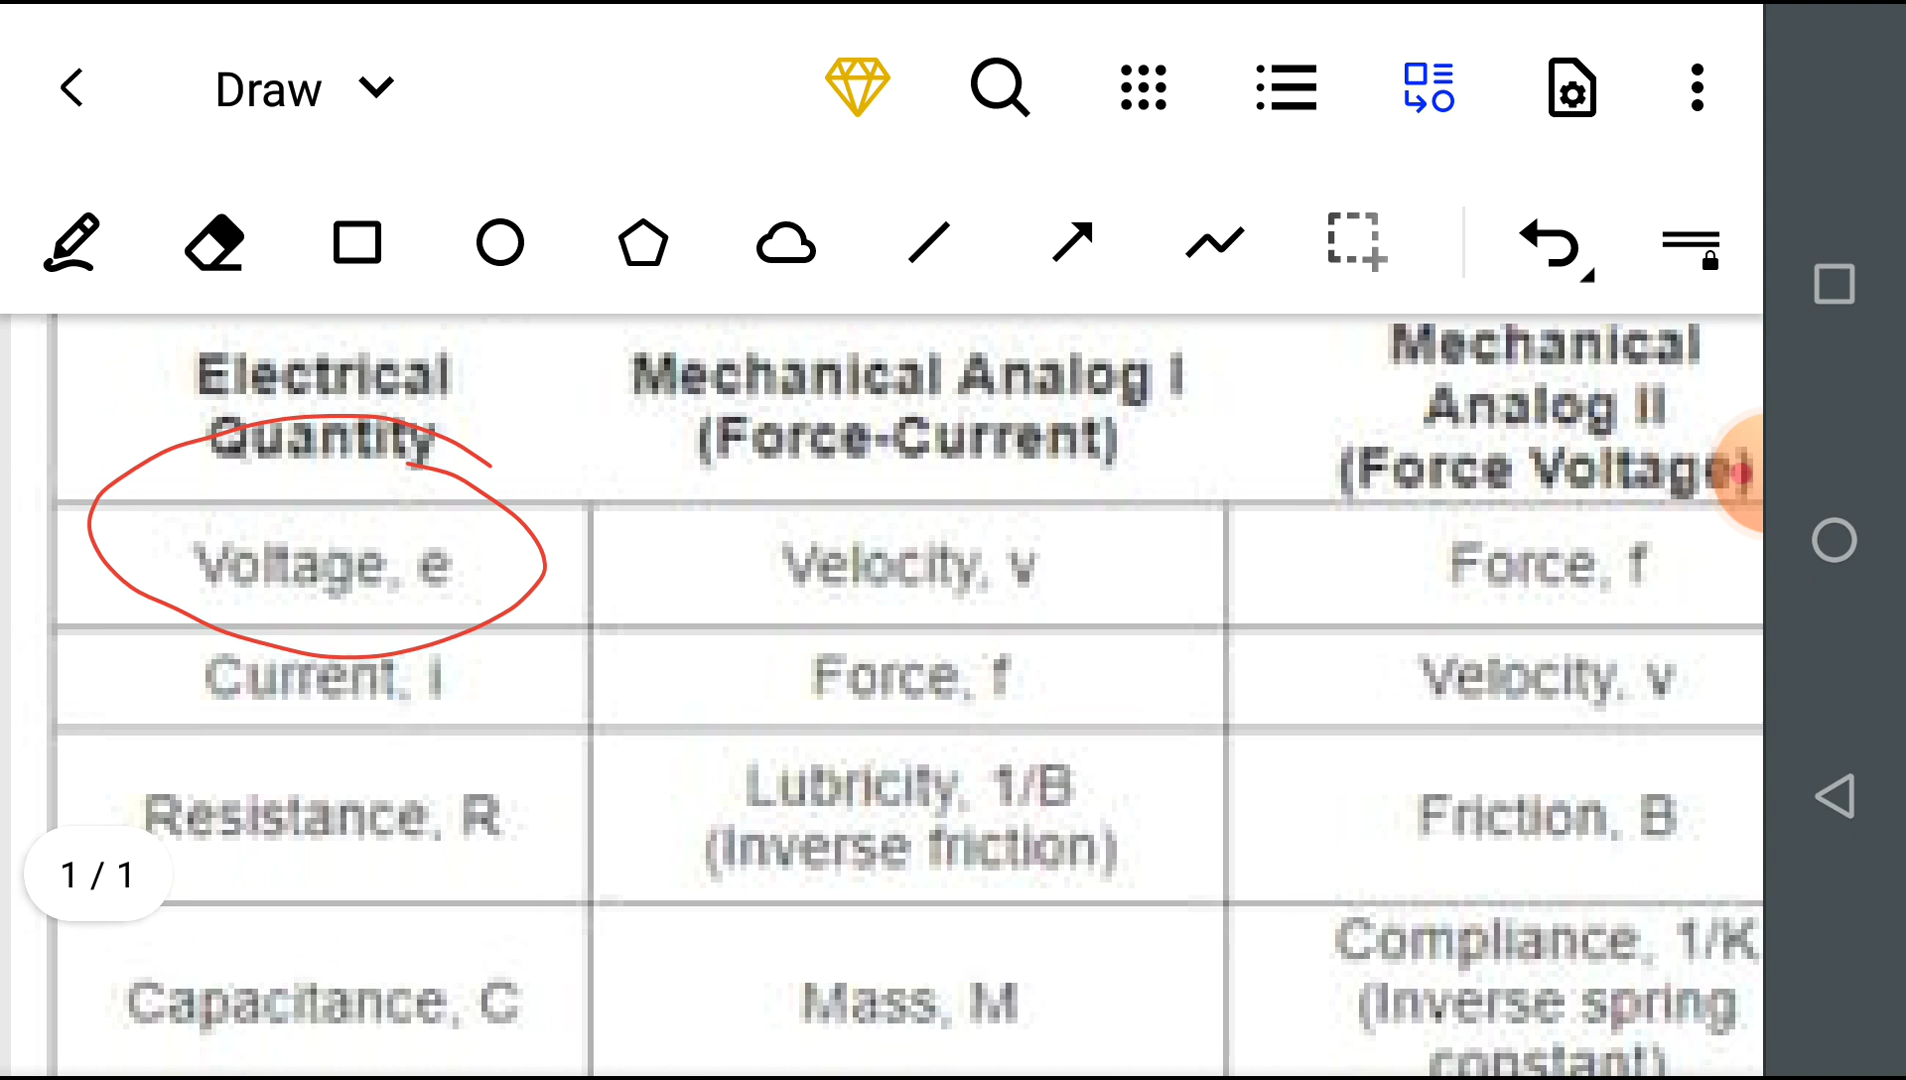 Draw
Electrical
Quantity
Mechanical Analog I
(Force-Current)
Mechanical
Analog II
(Force Voltage)
Voltage, e
Velocity, v
Force, f
Current, i
Force, f
Velocity, v
Resistance, R
Lubricity, 1/B
(Inverse friction)
Friction, B
Capacitance, C
Mass, M
Compliance, 1/K
(Inverse spring
constant)
1 / 1